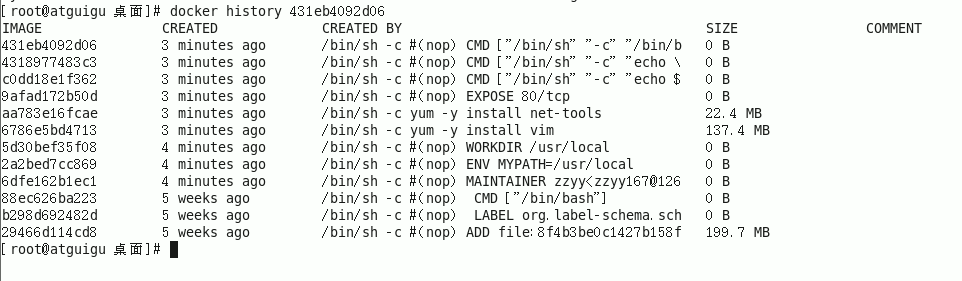 [root@atguigu 桌面]# docker history 431eb4092d06
IMAGE CREATED CREATED BY SIZE COMMENT
431eb4092d06 3 minutes ago /bin/sh -c #(nop) CMD ["/bin/sh" "-c" "/bin/b 0 B
4318977483c3 3 minutes ago /bin/sh -c #(nop) CMD ["/bin/sh" "-c" "echo \ 0 B
c0dd18e1f362 3 minutes ago /bin/sh -c #(nop) CMD ["/bin/sh" "-c" "echo $ 0 B
9afad172b50d 3 minutes ago /bin/sh -c #(nop) EXPOSE 80/tcp 0 B
aa783e16fcae 3 minutes ago /bin/sh -c yum -y install net-tools 22.4 MB
6786e5bd4713 3 minutes ago /bin/sh -c yum -y install vim 137.4 MB
5d30bef35f08 4 minutes ago /bin/sh -c #(nop) WORKDIR /usr/local 0 B
2a2bed7cc869 4 minutes ago /bin/sh -c #(nop) ENV MYPATH=/usr/local 0 B
6dfe162b1ec1 4 minutes ago /bin/sh -c #(nop) MAINTAINER zzyy<zzyy167@126 0 B
88ec626ba223 5 weeks ago /bin/sh -c #(nop) CMD ["/bin/bash"] 0 B
b298d692482d 5 weeks ago /bin/sh -c #(nop) LABEL org.label-schema.sch 0 B
29466d114cd8 5 weeks ago /bin/sh -c #(nop) ADD file:8f4b3be0c1427b158f 199.7 MB
[root@atguigu 桌面]#